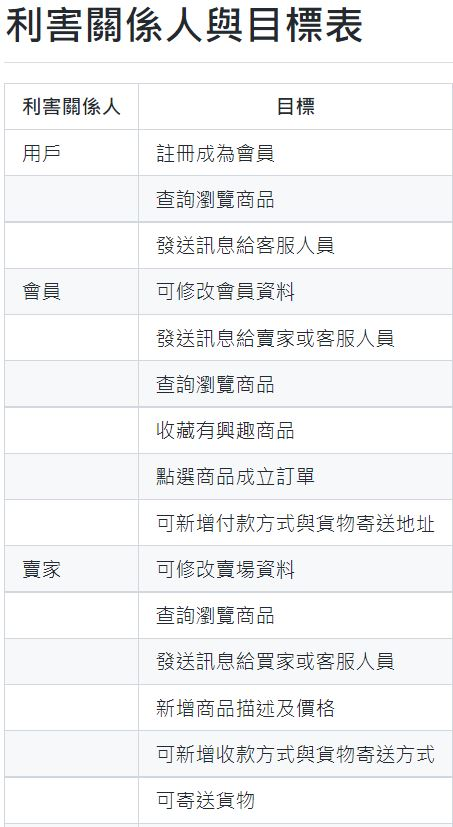 利害關係人與目標表
利害關係人 目標
用戶 註冊成為會員
查詢瀏覽商品
發送訊息給客服人員
會員 可修改會員資料
發送訊息給賣家或客服人員
查詢瀏覽商品
收藏有興趣商品
點選商品成立訂單
可新增付款方式與貨物寄送地址
賣家 可修改賣場資料
查詢瀏覽商品
發送訊息給買家或客服人員
新增商品描述及價格
可新增收款方式與貨物寄送方式
可寄送貨物